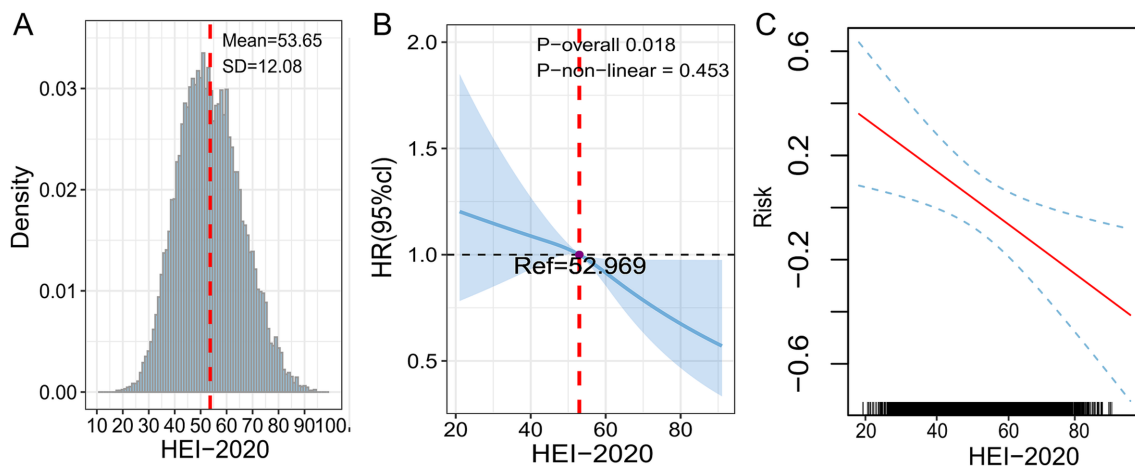 A
Mean=53.65
SD=12.08
0.03
0.02
0.01
0.00
Density
10 20 30 40 50 60 70 80 90 100
HEI−2020
B
P−overall 0.018
P−non−linear = 0.453
2.0
1.5
1.0
0.5
HR(95%cI)
Ref=52.969
20 40 60 80
HEI−2020
C
0.6
0.2
−0.2
−0.6
Risk
20 40 60 80
HEI−2020